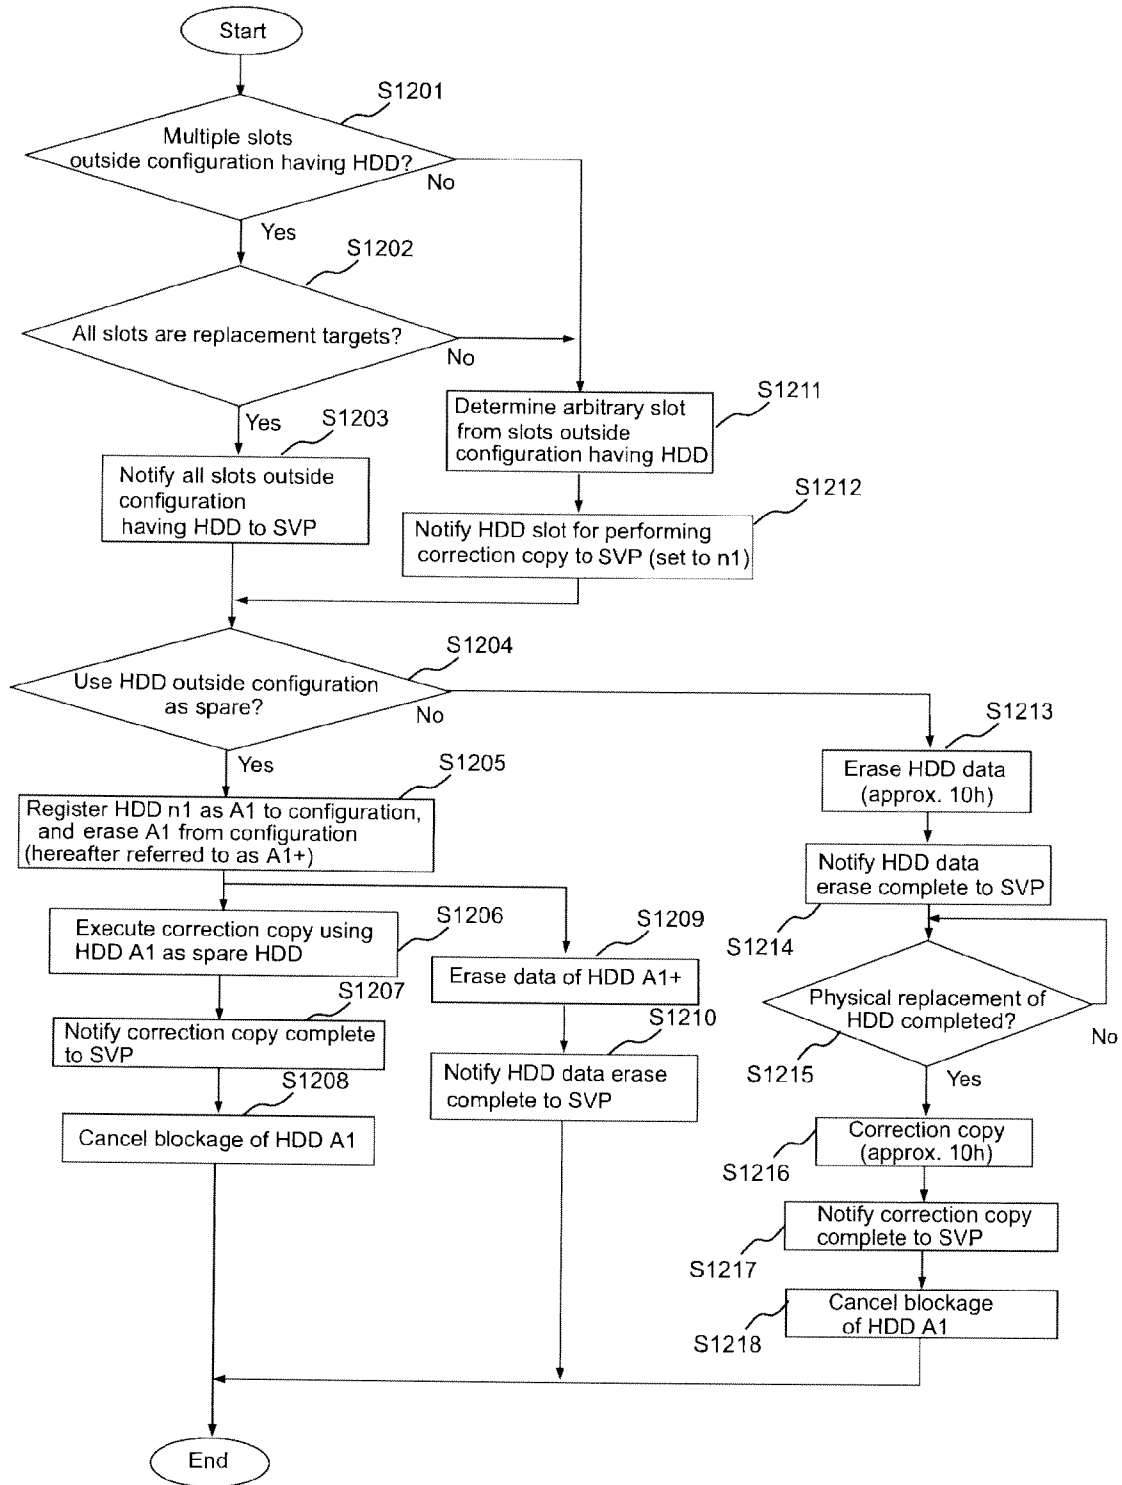 Start
S1201
Multiple slots
outside configuration having HDD?
No
Yes
S1202
All slots are replacement targets?
No
Yes
S1203
Notify all slots outside
configuration
having HDD to SVP
S1211
Determine arbitrary slot
from slots outside
configuration having HDD
S1212
Notify HDD slot for performing
correction copy to SVP (set to n1)
S1204
Use HDD outside configuration
as spare?
No
Yes
S1205
Register HDD n1 as A1 to configuration,
and erase A1 from configuration
(hereafter referred to as A1+)
S1206
Execute correction copy using
HDD A1 as spare HDD
S1207
Notify correction copy complete
to SVP
S1208
Cancel blockage of HDD A1
S1209
Erase data of HDD A1+
S1210
Notify HDD data erase
complete to SVP
S1213
Erase HDD data
(approx. 10h)
Notify HDD data
erase complete to SVP
S1214
Physical replacement of
HDD completed?
No
S1215
Yes
Correction copy
(approx. 10h)
S1216
Notify correction copy
complete to SVP
S1217
Cancel blockage
of HDD A1
S1218
End